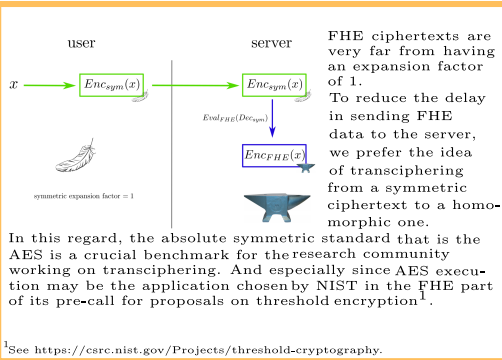 user
server
x
Enc_sym(x)
Enc_sym(x)
Eval_FHE(Dec_sym)
Enc_FHE(x)
symmetric expansion factor = 1
FHE ciphertexts are
very far from having
an expansion factor
of 1.
To reduce the delay
in sending FHE
data to the server,
we prefer the idea
of transciphering
from a symmetric
ciphertext to a homo-
morphic one.
In this regard, the absolute symmetric standard that is the
AES is a crucial benchmark for the research community
working on transciphering. And especially since AES execu-
tion may be the application chosen by NIST in the FHE part
of its pre-call for proposals on threshold encryption¹.
¹See https://csrc.nist.gov/Projects/threshold-cryptography.